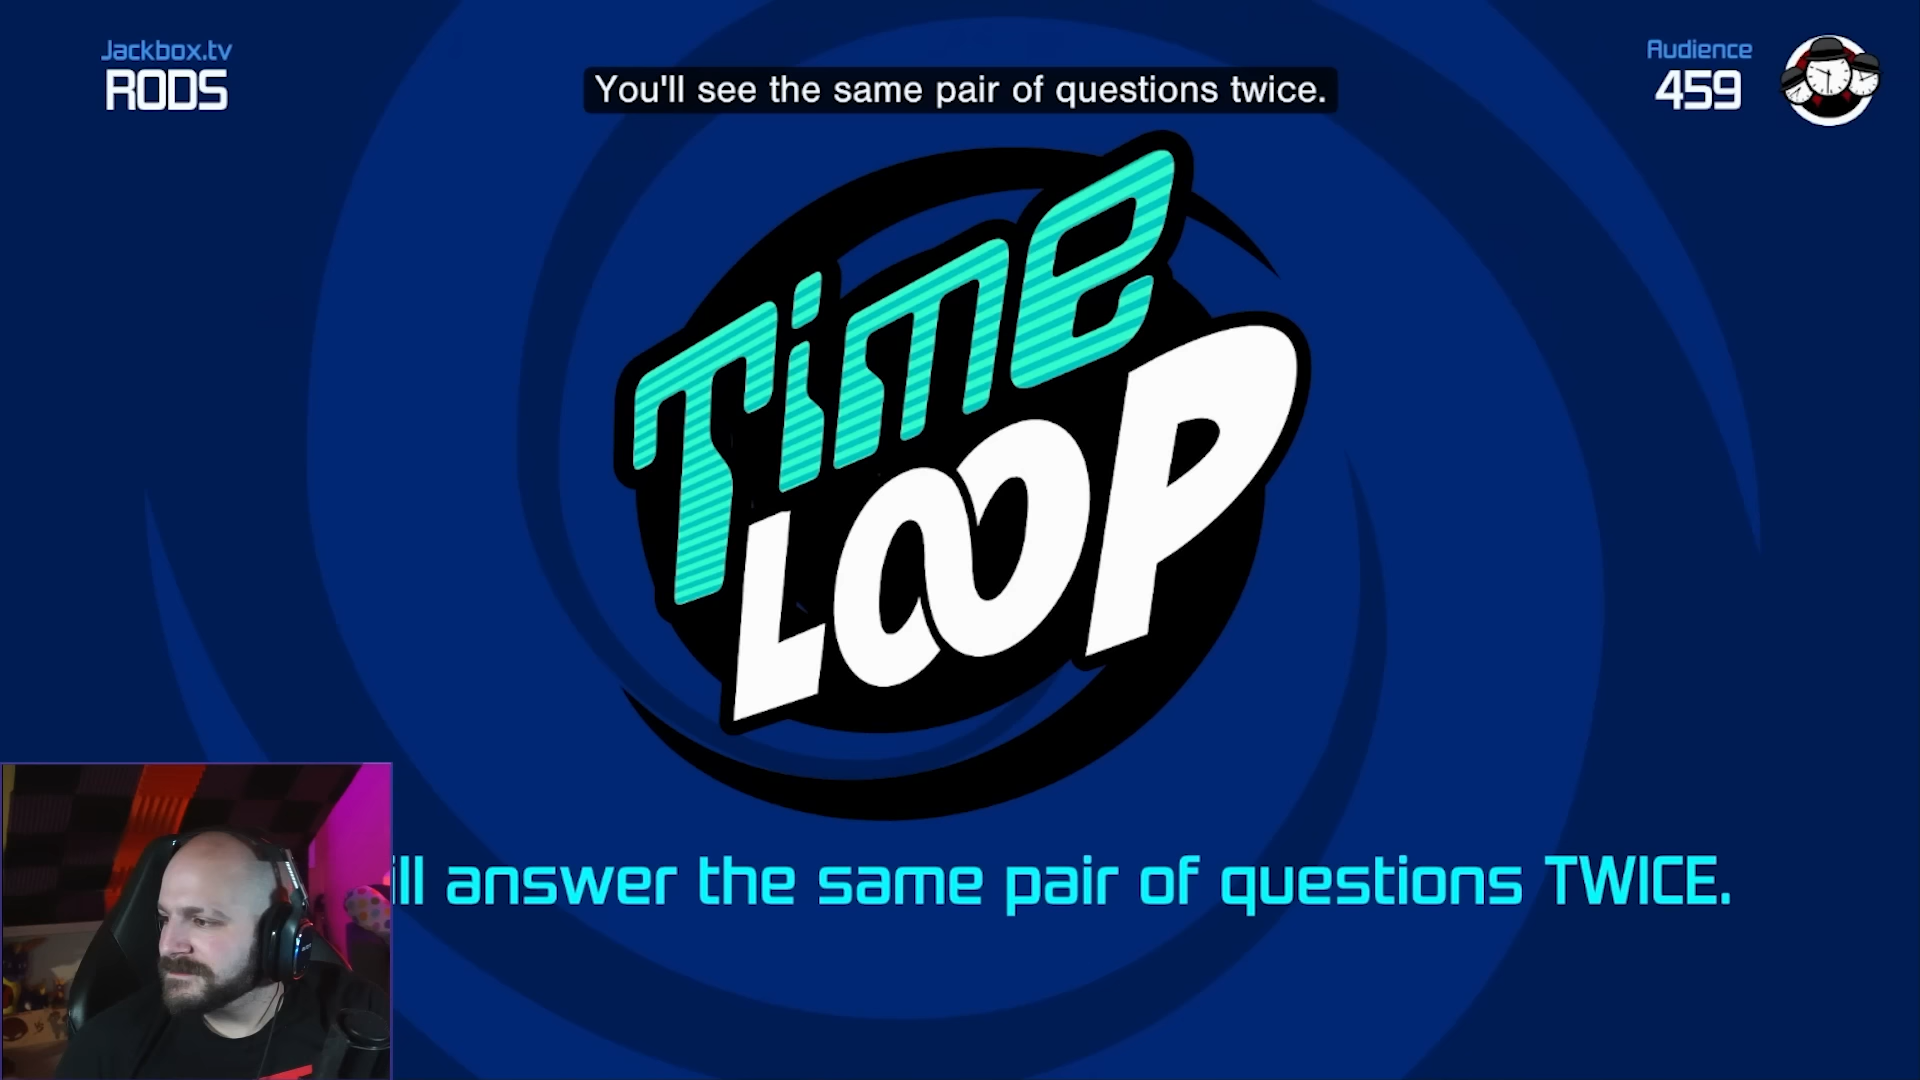 Jackbox.tv
RODS
You'll see the same pair of questions twice.
Audience
459
Time
LOOP
ill answer the same pair of questions TWICE.